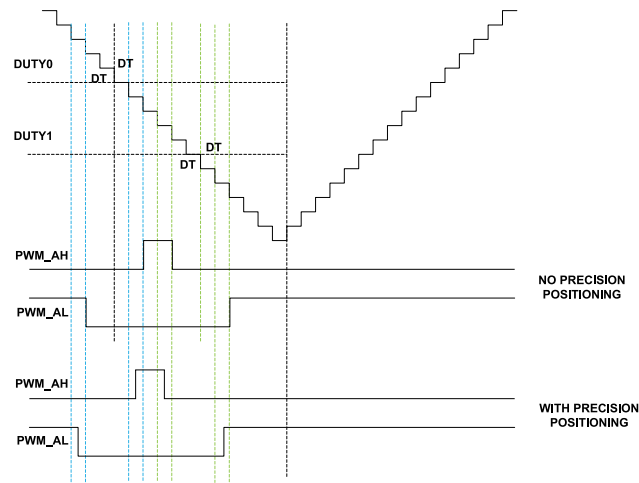 DUTY0
DT
DT
DUTY1
DT
DT
PWM_AH
NO PRECISION
POSITIONING
PWM_AL
PWM_AH
WITH PRECISION
POSITIONING
PWM_AL